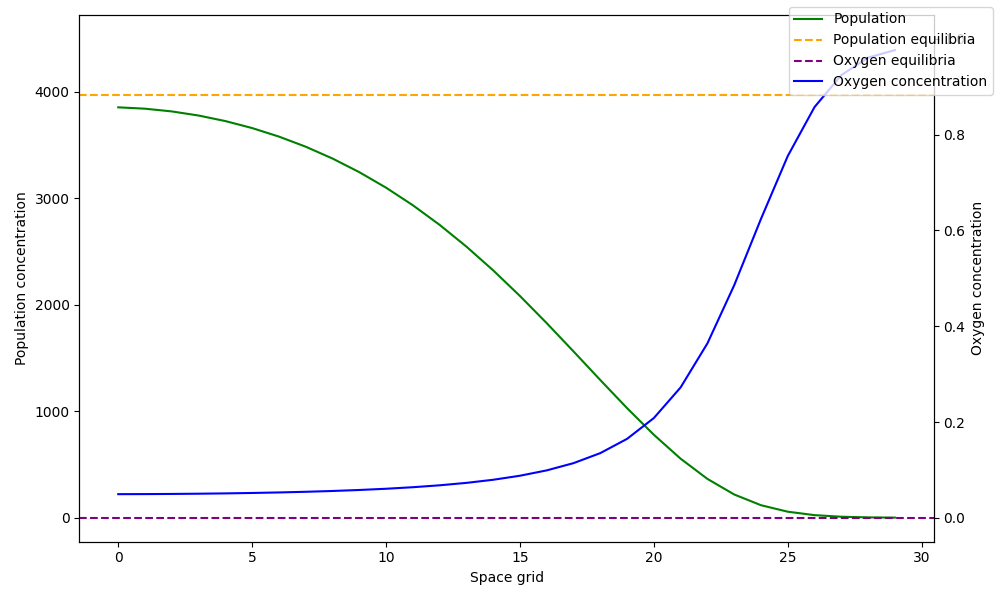 Population
Population equilibria
Oxygen equilibria
Oxygen concentration
Population concentration
4000
3000
2000
1000
0
0.8
0.6
0.4
0.2
0.0
Oxygen concentration
0 5 10 15 20 25 30
Space grid